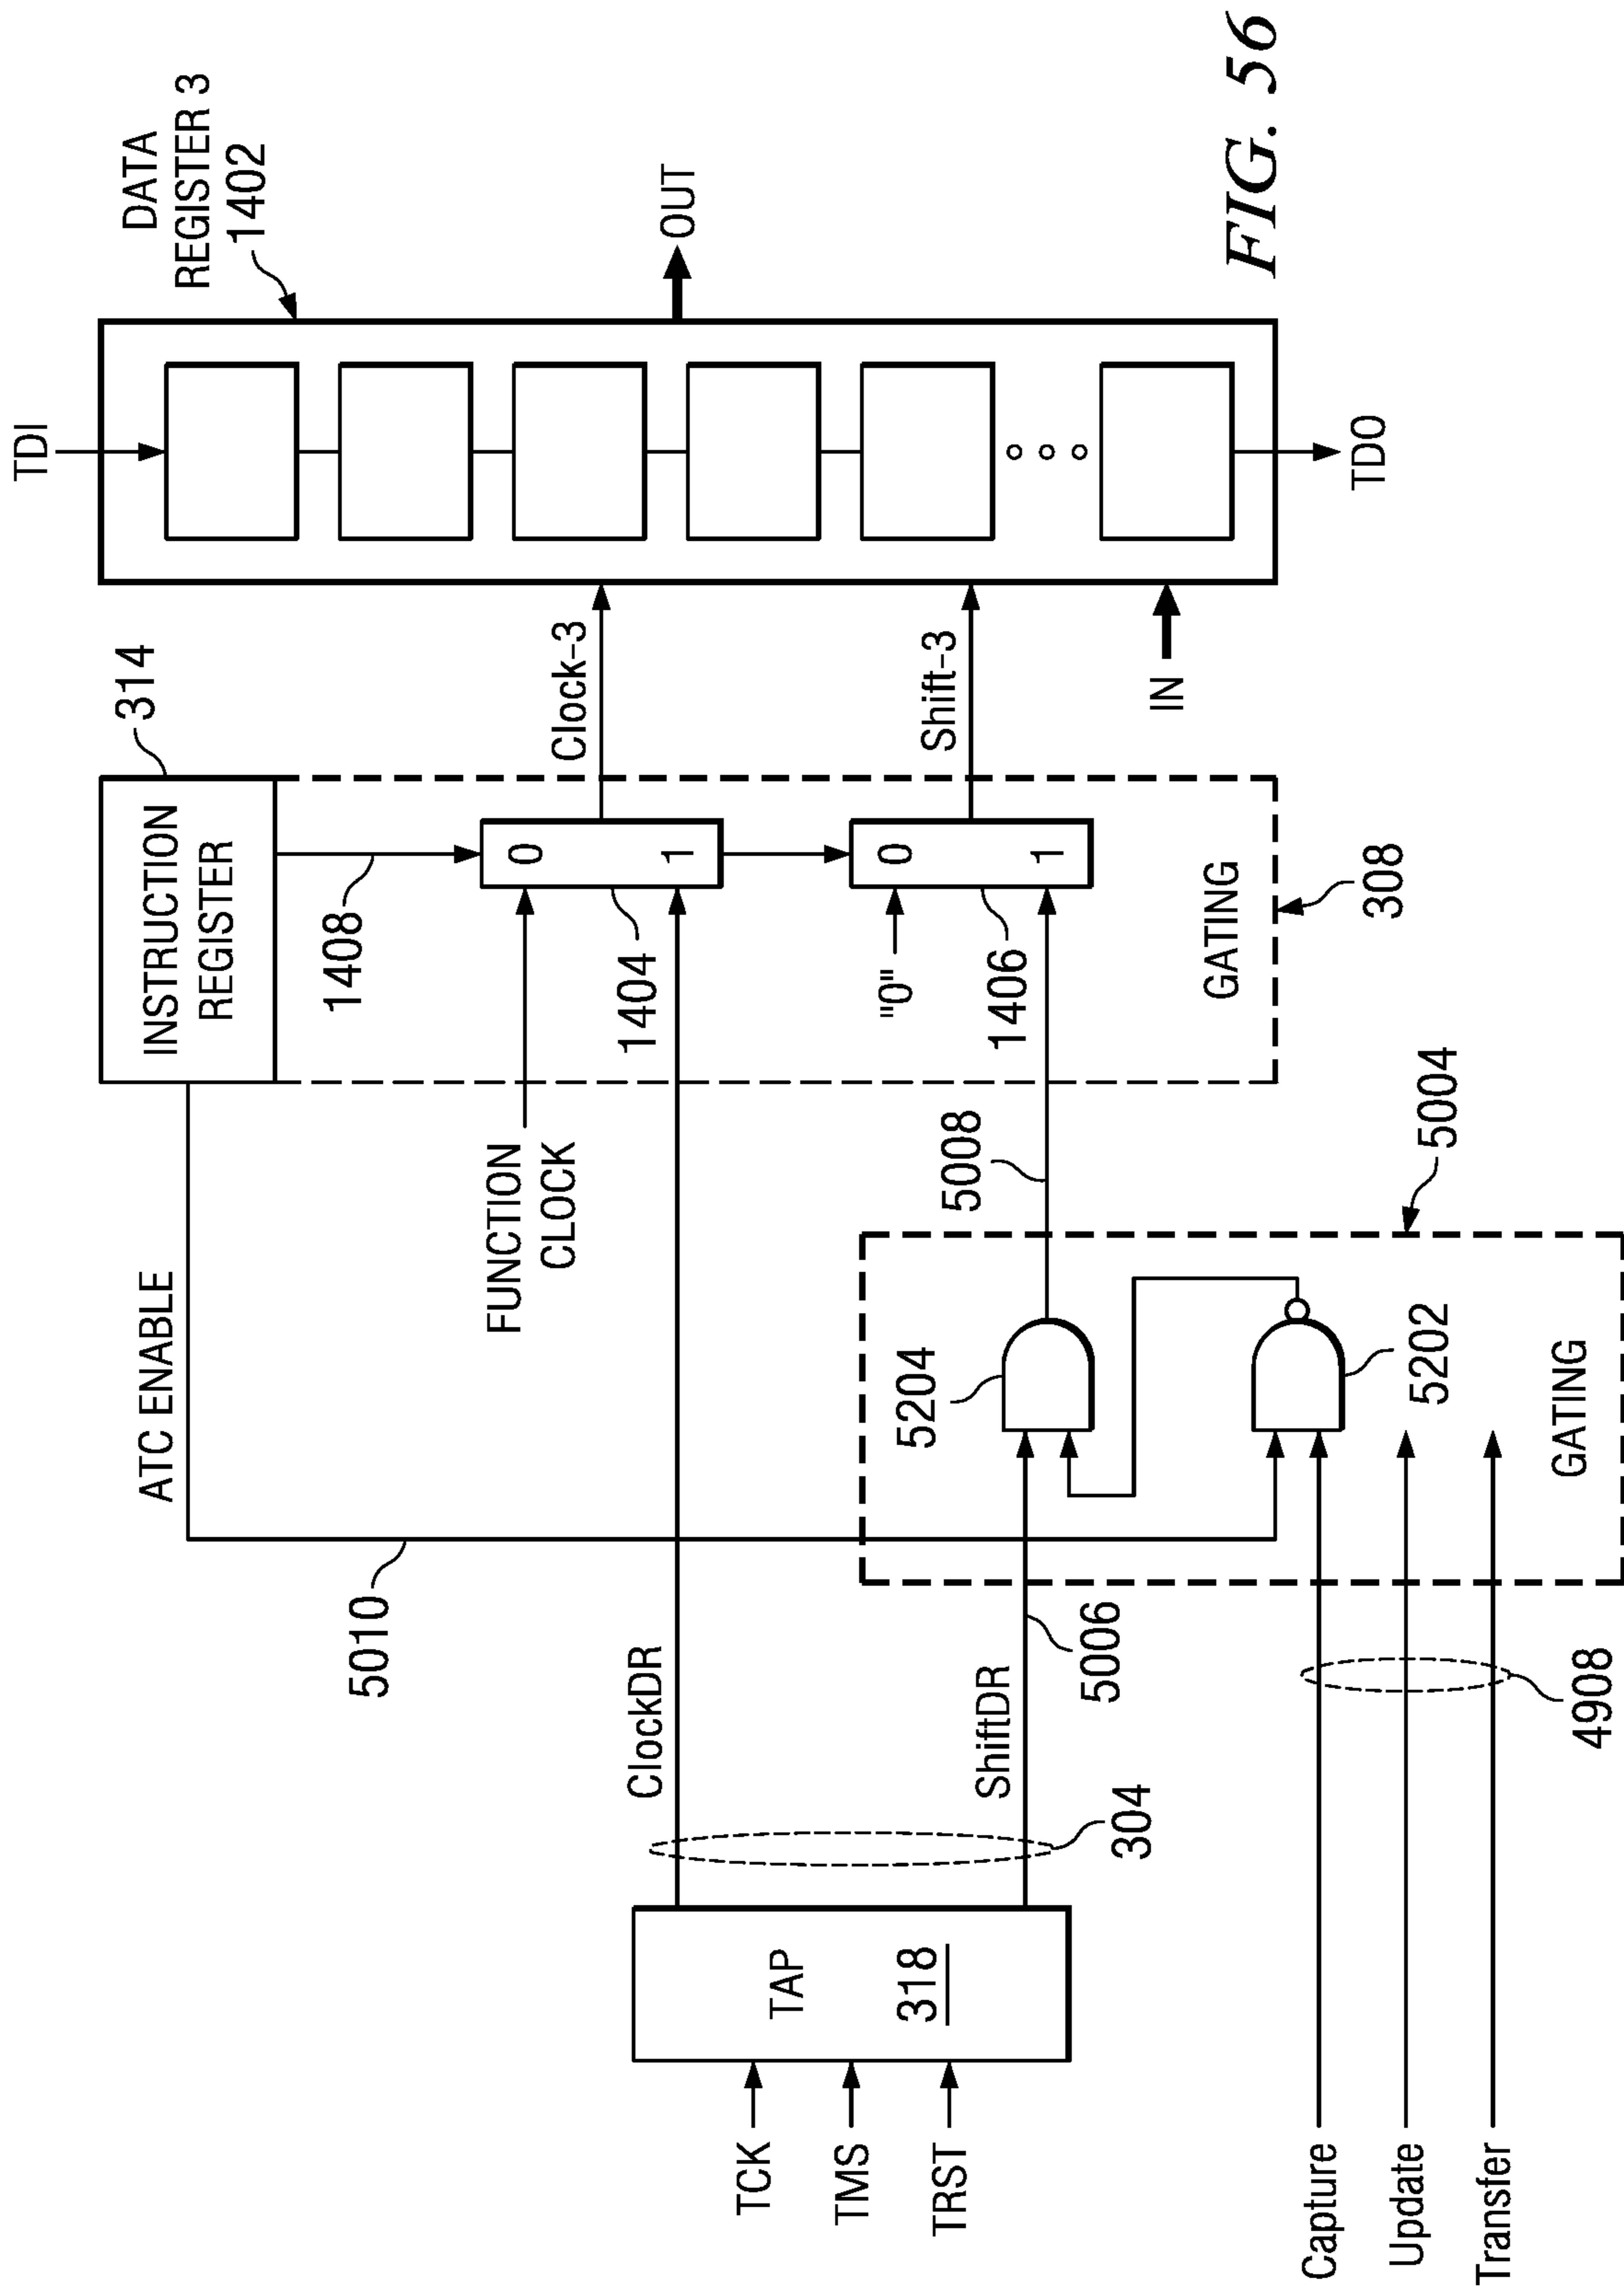 TDI
DATA
REGISTER 3
1402
OUT
TDO
IN
INSTRUCTION
REGISTER
314
1408
0
1
1404
Clock-3
FUNCTION
CLOCK
0
1
"0"
1406
Shift-3
GATING
308
ATC ENABLE
5010
ClockDR
ShiftDR
304
5006
5008
5204
5202
GATING
5004
TAP
318
TCK
TMS
TRST
Capture
Update
Transfer
4908
FIG. 56